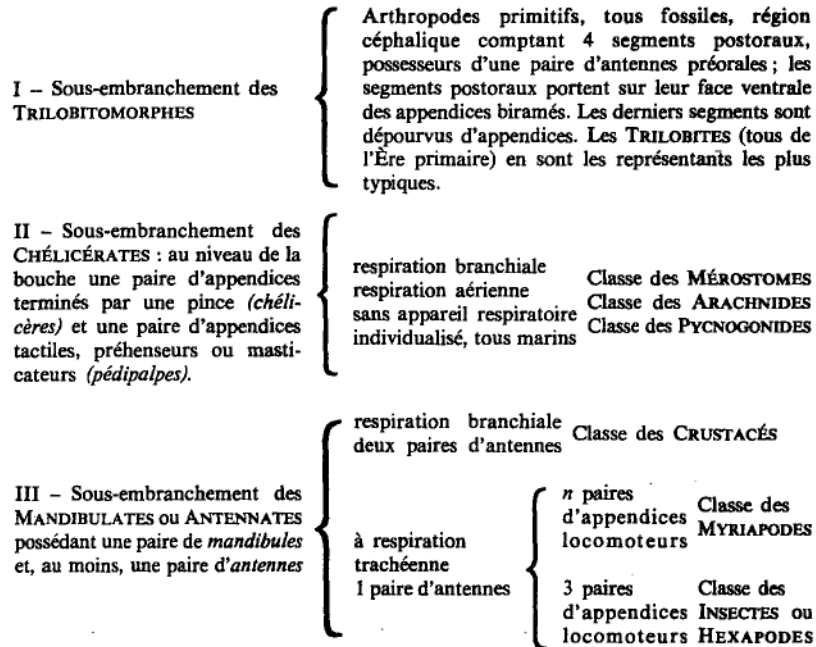 Arthropodes primitifs, tous fossiles, région
céphalique comptant 4 segments postoraux,
possesseurs d'une paire d'antennes préorales ; les
segments postoraux portent sur leur face ventrale
des appendices biramés. Les derniers segments sont
dépourvus d'appendices. Les TRILOBITES (tous de
l'Ère primaire) en sont les représentants les plus
typiques.
I – Sous-embranchement des
TRILOBITOMORPHES
II – Sous-embranchement des
CHÉLICÉRATES : au niveau de la
bouche une paire d'appendices
terminés par une pince (chéli-
cères) et une paire d'appendices
tactiles, préhenseurs ou masti-
cateurs (pédipalpes).
respiration branchiale Classe des MÉROSTOMES
respiration aérienne Classe des ARACHNIDES
sans appareil respiratoire Classe des PYCNOGONIDES
individualisé, tous marins
III – Sous-embranchement des
MANDIBULATES ou ANTENNATES
possédant une paire de mandibules
et, au moins, une paire d'antennes
respiration branchiale
deux paires d'antennes
Classe des CRUSTACÉS
à respiration
trachéenne
1 paire d'antennes
n paires
d'appendices
locomoteurs
Classe des
MYRIAPODES
3 paires
d'appendices
locomoteurs
Classe des
INSECTES ou
HEXAPODES